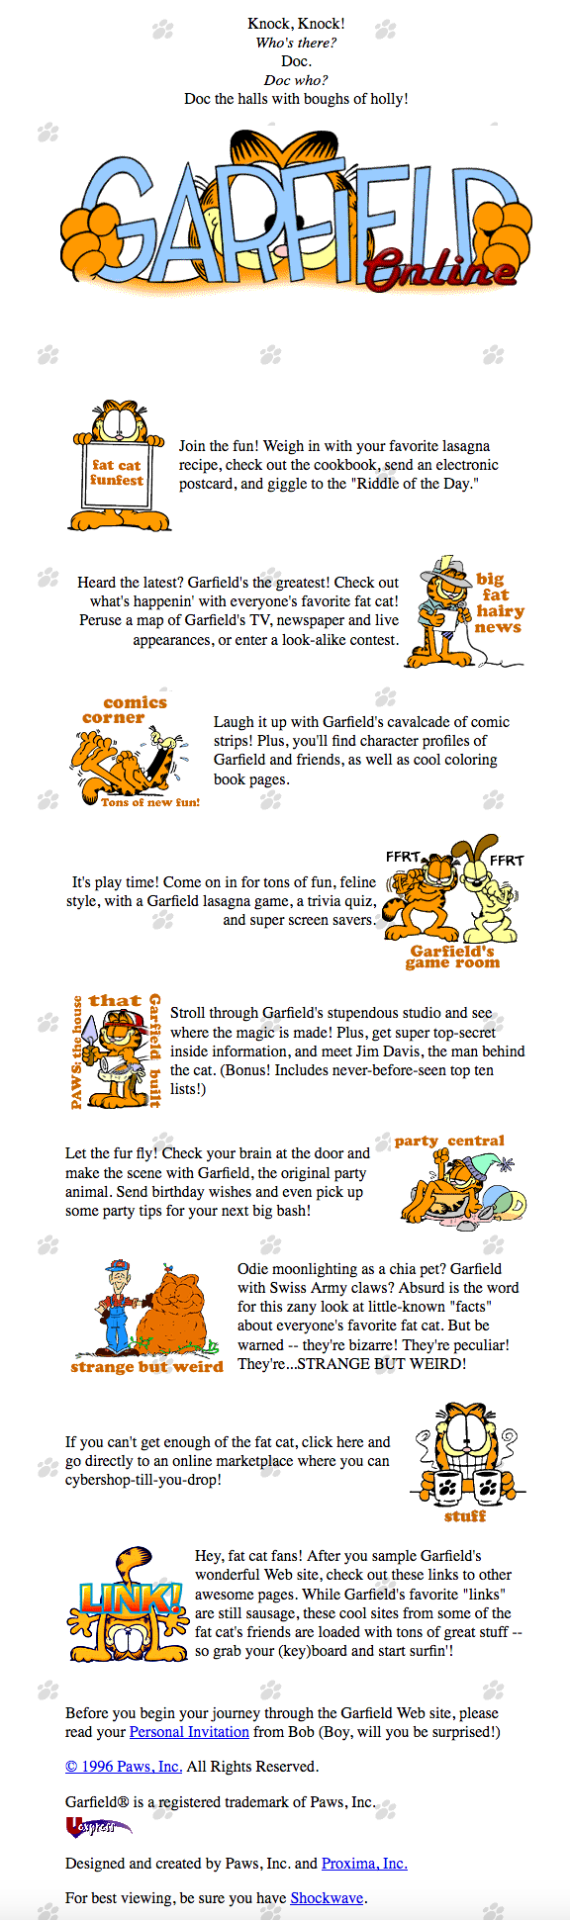 Knock, Knock!
Who's there?
Doc.
Doc who?
Doc the halls with boughs of holly!
GARFIELD
Online
fat cat
funfest
Join the fun! Weigh in with your favorite lasagna
recipe, check out the cookbook, send an electronic
postcard, and giggle to the "Riddle of the Day."
Heard the latest? Garfield's the greatest! Check out
what's happenin' with everyone's favorite fat cat!
Peruse a map of Garfield's TV, newspaper and live
appearances, or enter a look-alike contest.
big
fat
hairy
news
comics
corner
Tons of new fun!
Laugh it up with Garfield's cavalcade of comic
strips! Plus, you'll find character profiles of
Garfield and friends, as well as cool coloring
book pages.
It's play time! Come on in for tons of fun, feline
style, with a Garfield lasagna game, a trivia quiz,
and super screen savers.
FFRT
FFRT
Garfield's
game room
PAWS: the house
that
Garfield built
Stroll through Garfield's stupendous studio and see
where the magic is made! Plus, get super top-secret
inside information, and meet Jim Davis, the man behind
the cat. (Bonus! Includes never-before-seen top ten
lists!)
Let the fur fly! Check your brain at the door and
make the scene with Garfield, the original party
animal. Send birthday wishes and even pick up
some party tips for your next big bash!
party central
strange but weird
Odie moonlighting as a chia pet? Garfield
with Swiss Army claws? Absurd is the word
for this zany look at little-known "facts"
about everyone's favorite fat cat. But be
warned -- they're bizarre! They're peculiar!
They're...STRANGE BUT WEIRD!
If you can't get enough of the fat cat, click here and
go directly to an online marketplace where you can
cybershop-till-you-drop!
stuff
LINK!
Hey, fat cat fans! After you sample Garfield's
wonderful Web site, check out these links to other
awesome pages. While Garfield's favorite "links"
are still sausage, these cool sites from some of the
fat cat's friends are loaded with tons of great stuff --
so grab your (key)board and start surfin'!
Before you begin your journey through the Garfield Web site, please
read your Personal Invitation from Bob (Boy, will you be surprised!)
© 1996 Paws, Inc. All Rights Reserved.
Garfield® is a registered trademark of Paws, Inc.
Designed and created by Paws, Inc. and Proxima, Inc.
For best viewing, be sure you have Shockwave.